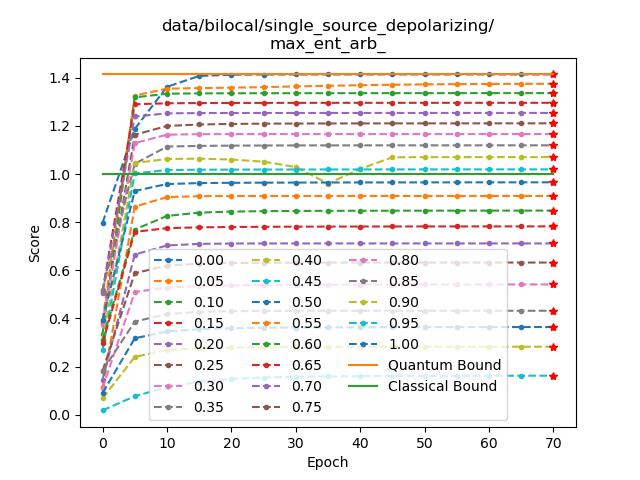 data/bilocal/single_source_depolarizing/
max_ent_arb_
Score
1.4
1.2
1.0
0.8
0.6
0.4
0.2
0.0
0.00 0.40 0.80
0.05 0.45 0.85
0.10 0.50 0.90
0.15 0.55 0.95
0.20 0.60 1.00
0.25 0.65 Quantum Bound
0.30 0.70 Classical Bound
0.35 0.75
0 10 20 30 40 50 60 70
Epoch